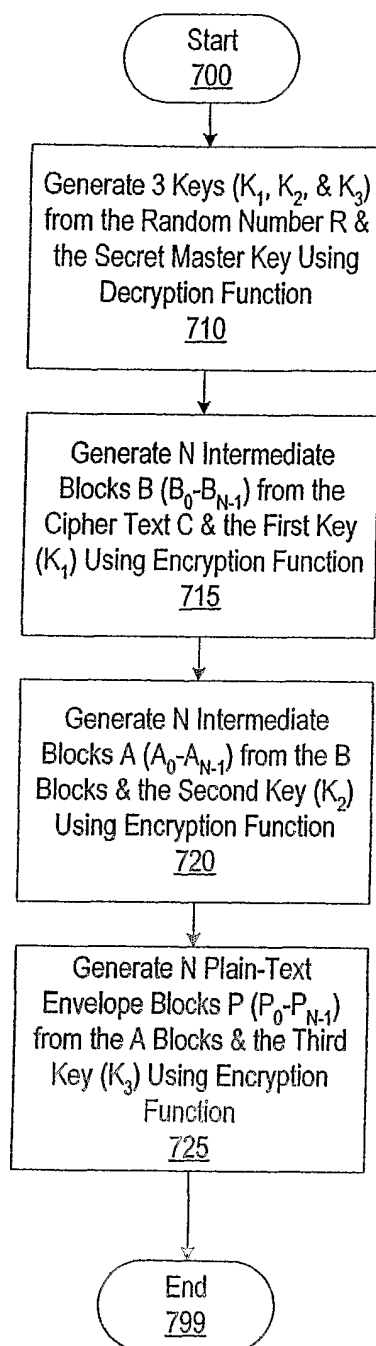 Start
700
Generate 3 Keys (K₁, K₂, & K₃)
from the Random Number R &
the Secret Master Key Using
Decryption Function
710
Generate N Intermediate
Blocks B (B₀-B_N-1) from the
Cipher Text C & the First Key
(K₁) Using Encryption Function
715
Generate N Intermediate
Blocks A (A₀-A_N-1) from the B
Blocks & the Second Key (K₂)
Using Encryption Function
720
Generate N Plain-Text
Envelope Blocks P (P₀-P_N-1)
from the A Blocks & the Third
Key (K₃) Using Encryption
Function
725
End
799